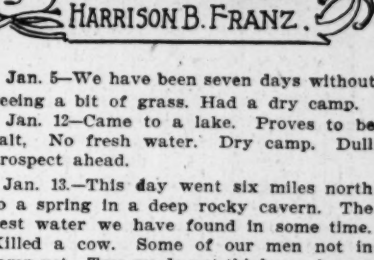 HARRISON B. FRANZ.
Jan. 5—We have been seven days without
eeing a bit of grass. Had a dry camp.
Jan. 12—Came to a lake. Proves to be
alt, No fresh water. Dry camp. Dull
rospect ahead.
Jan. 13.—This day went six miles north
o a spring in a deep rocky cavern. The
est water we have found in some time.
Killed a cow. Some of our men not in